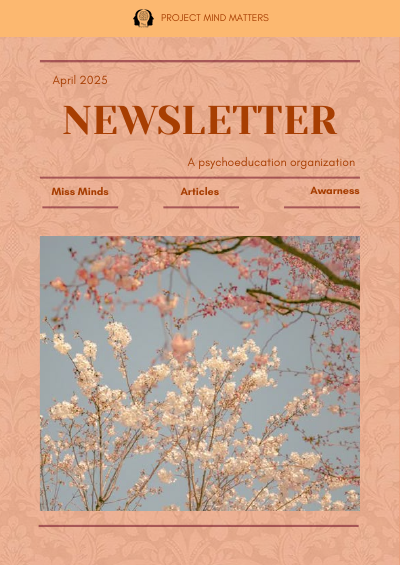 PROJECT MIND MATTERS
April 2025
NEWSLETTER
A psychoeducation organization
Miss Minds
Articles
Awarness